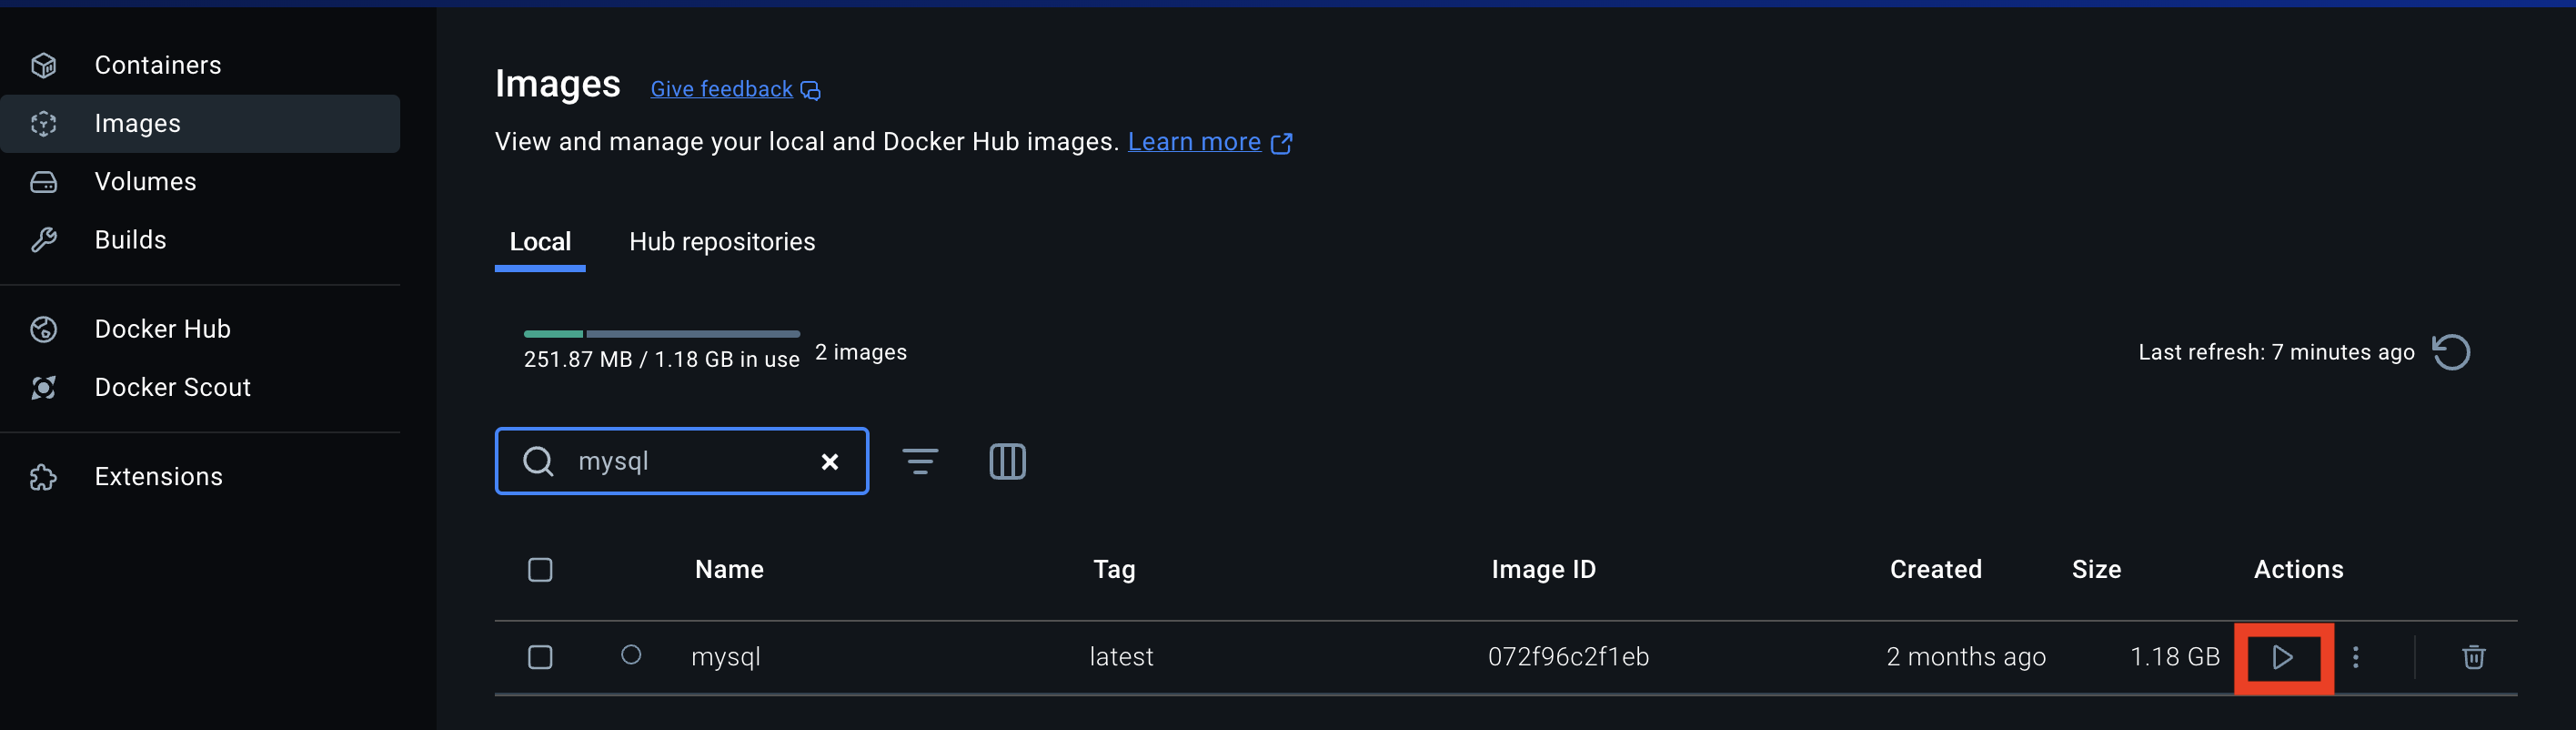 Containers
Images
Volumes
Builds
Docker Hub
Docker Scout
Extensions
Images Give feedback
View and manage your local and Docker Hub images. Learn more
Local Hub repositories
251.87 MB / 1.18 GB in use 2 images
Last refresh: 7 minutes ago
mysql
Name Tag Image ID Created Size Actions
mysql latest 072f96c2f1eb 2 months ago 1.18 GB